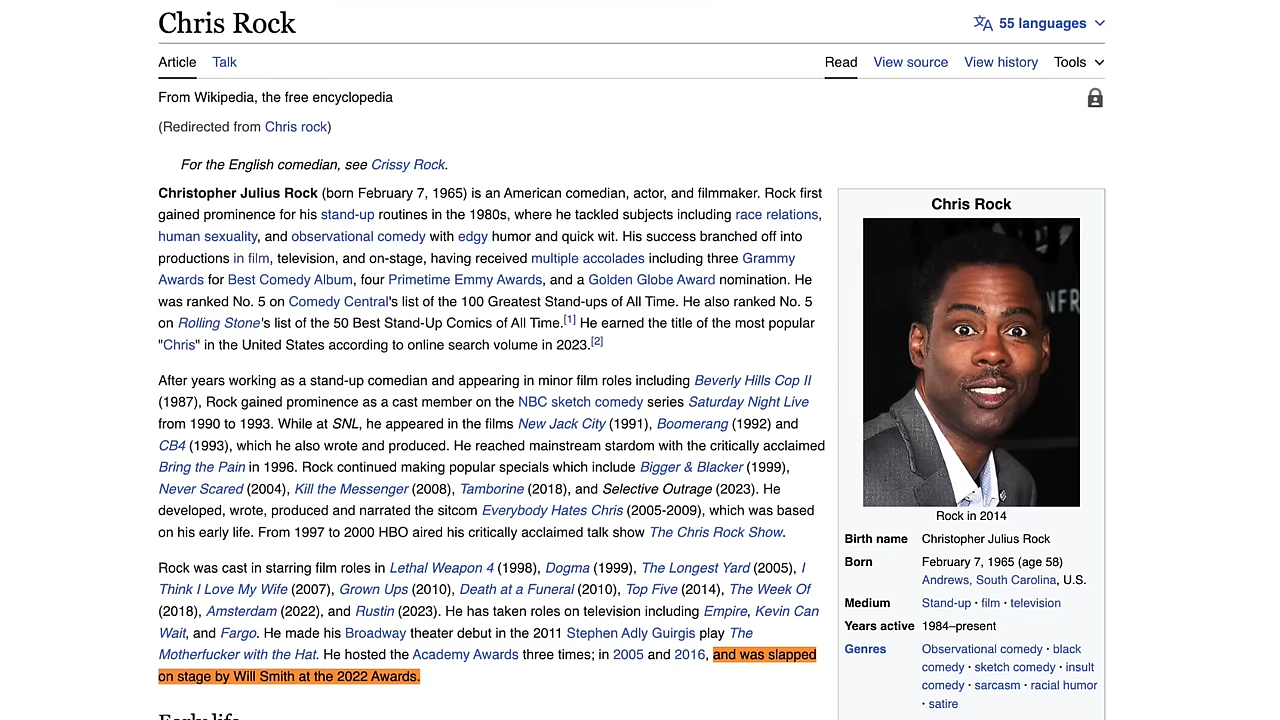 Chris Rock
55 languages
Article Talk
Read View source View history Tools
From Wikipedia, the free encyclopedia
(Redirected from Chris rock)
For the English comedian, see Crissy Rock.
Christopher Julius Rock (born February 7, 1965) is an American comedian, actor, and filmmaker. Rock first
gained prominence for his stand-up routines in the 1980s, where he tackled subjects including race relations,
human sexuality, and observational comedy with edgy humor and quick wit. His success branched off into
productions in film, television, and on-stage, having received multiple accolades including three Grammy
Awards for Best Comedy Album, four Primetime Emmy Awards, and a Golden Globe Award nomination. He
was ranked No. 5 on Comedy Central's list of the 100 Greatest Stand-ups of All Time. He also ranked No. 5
on Rolling Stone's list of the 50 Best Stand-Up Comics of All Time.[1] He earned the title of the most popular
"Chris" in the United States according to online search volume in 2023.[2]
After years working as a stand-up comedian and appearing in minor film roles including Beverly Hills Cop II
(1987), Rock gained prominence as a cast member on the NBC sketch comedy series Saturday Night Live
from 1990 to 1993. While at SNL, he appeared in the films New Jack City (1991), Boomerang (1992) and
CB4 (1993), which he also wrote and produced. He reached mainstream stardom with the critically acclaimed
Bring the Pain in 1996. Rock continued making popular specials which include Bigger & Blacker (1999),
Never Scared (2004), Kill the Messenger (2008), Tamborine (2018), and Selective Outrage (2023). He
developed, wrote, produced and narrated the sitcom Everybody Hates Chris (2005-2009), which was based
on his early life. From 1997 to 2000 HBO aired his critically acclaimed talk show The Chris Rock Show.
Rock was cast in starring film roles in Lethal Weapon 4 (1998), Dogma (1999), The Longest Yard (2005), I
Think I Love My Wife (2007), Grown Ups (2010), Death at a Funeral (2010), Top Five (2014), The Week Of
(2018), Amsterdam (2022), and Rustin (2023). He has taken roles on television including Empire, Kevin Can
Wait, and Fargo. He made his Broadway theater debut in the 2011 Stephen Adly Guirgis play The
Motherfucker with the Hat. He hosted the Academy Awards three times; in 2005 and 2016, and was slapped
on stage by Will Smith at the 2022 Awards.
Early life
Chris Rock
NFR
Rock in 2014
Birth name Christopher Julius Rock
Born February 7, 1965 (age 58)
Andrews, South Carolina, U.S.
Medium Stand-up · film · television
Years active 1984–present
Genres Observational comedy · black
comedy · sketch comedy · insult
comedy · sarcasm · racial humor
· satire